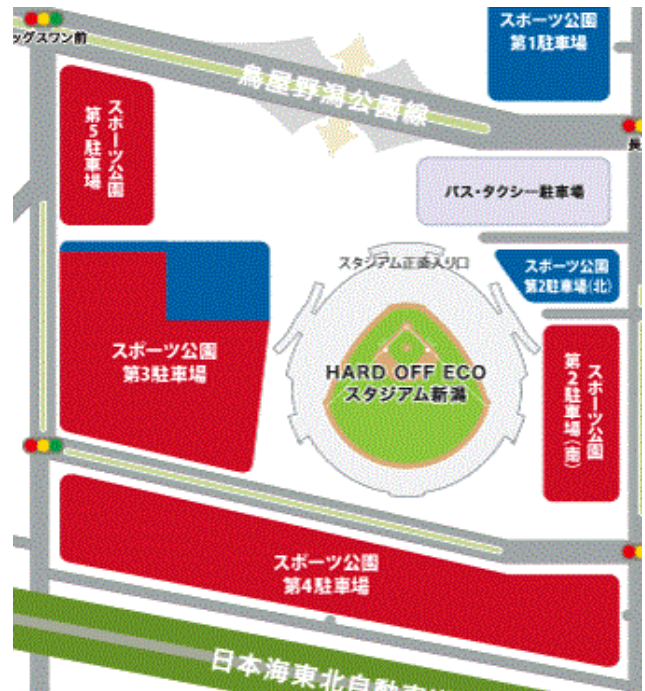 スポーツ公園
第1駐車場
ッグスワン前
鳥屋野潟公園線
長
スポーツ公園
第5駐車場
バス・タクシー駐車場
スタジアム正面入り口
スポーツ公園
第2駐車場(北)
スポーツ公園
第3駐車場
HARD OFF ECO
スタジアム新潟
スポーツ公園
第2駐車場(南)
スポーツ公園
第4駐車場
日本海東北自動車道